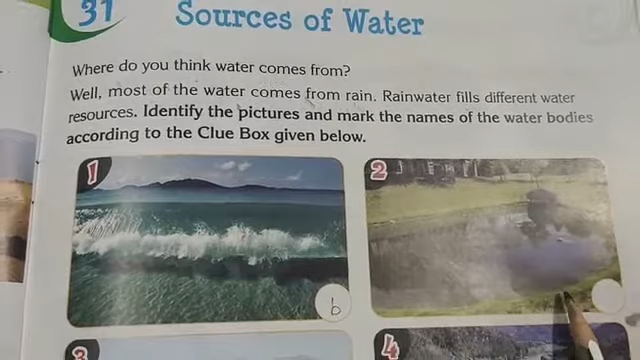 31
Sources of Water
Where do you think water comes from?
Well, most of the water comes from rain. Rainwater fills different water
resources. Identify the pictures and mark the names of the water bodies
according to the Clue Box given below.
1
2
b
3
4